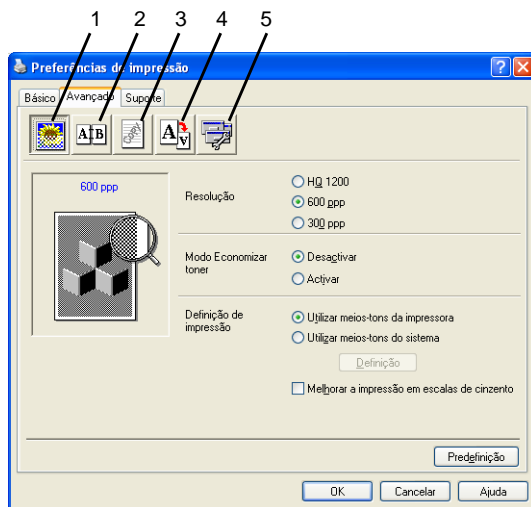 1 2 3 4 5
Preferências de impressão
Básico Avançado Suporte
A B Copy A A
600 ppp
Resolução
HQ 1200
600 ppp
300 ppp
Modo Economizar
toner
Desactivar
Activar
Definição de
impressão
Utilizar meios-tons da impressora
Utilizar meios-tons do sistema
Definição
Melhorar a impressão em escalas de cinzento
Predefinição
OK Cancelar Ajuda